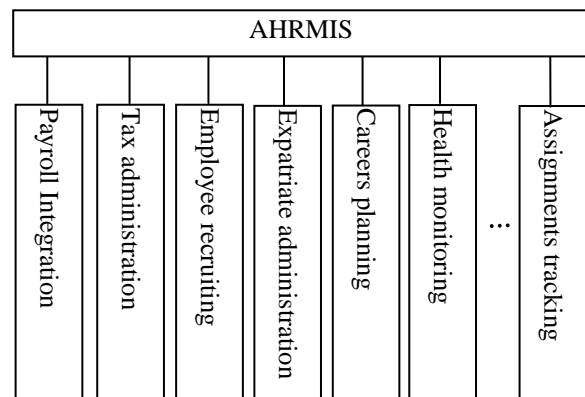 AHRMIS
Payroll Integration
Tax administration
Employee recruiting
Expatriate administration
Careers planning
Health monitoring
...
Assignments tracking